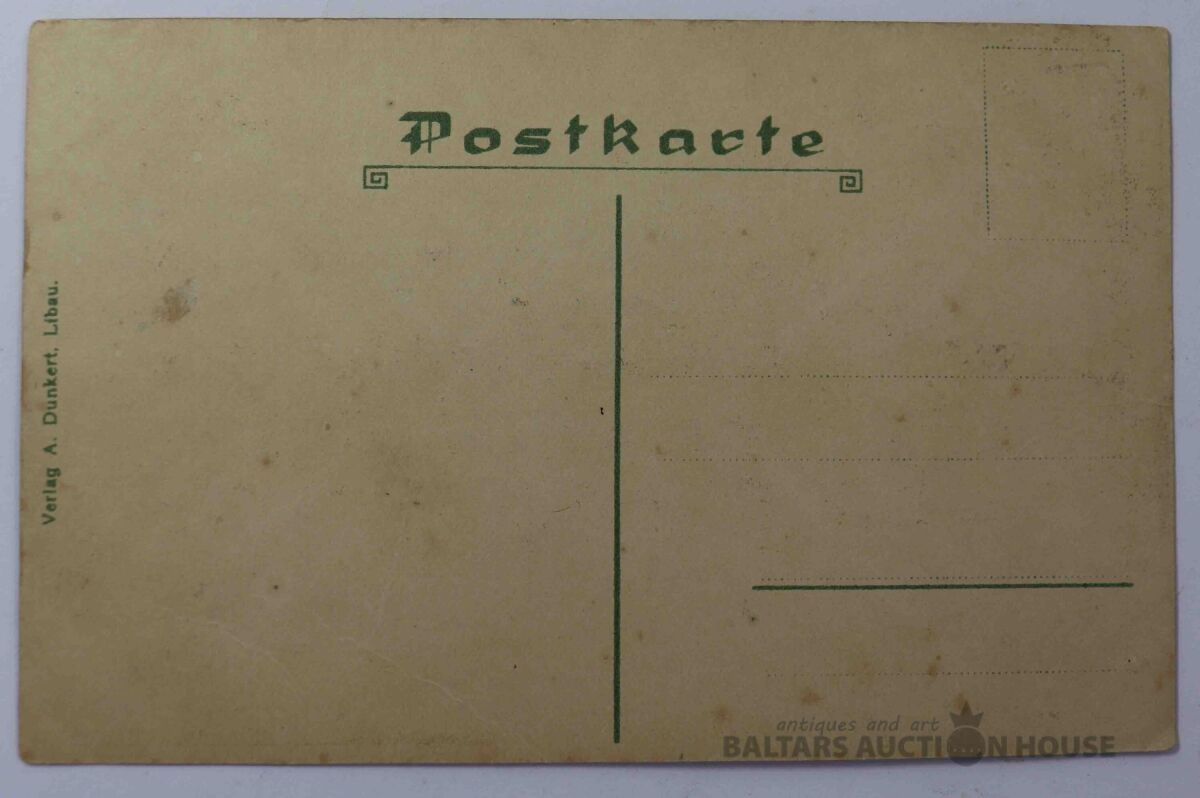 Postkarte
Verlag A. Dunkert, Libau.
antiques and art
BALTARS AUCTION HOUSE